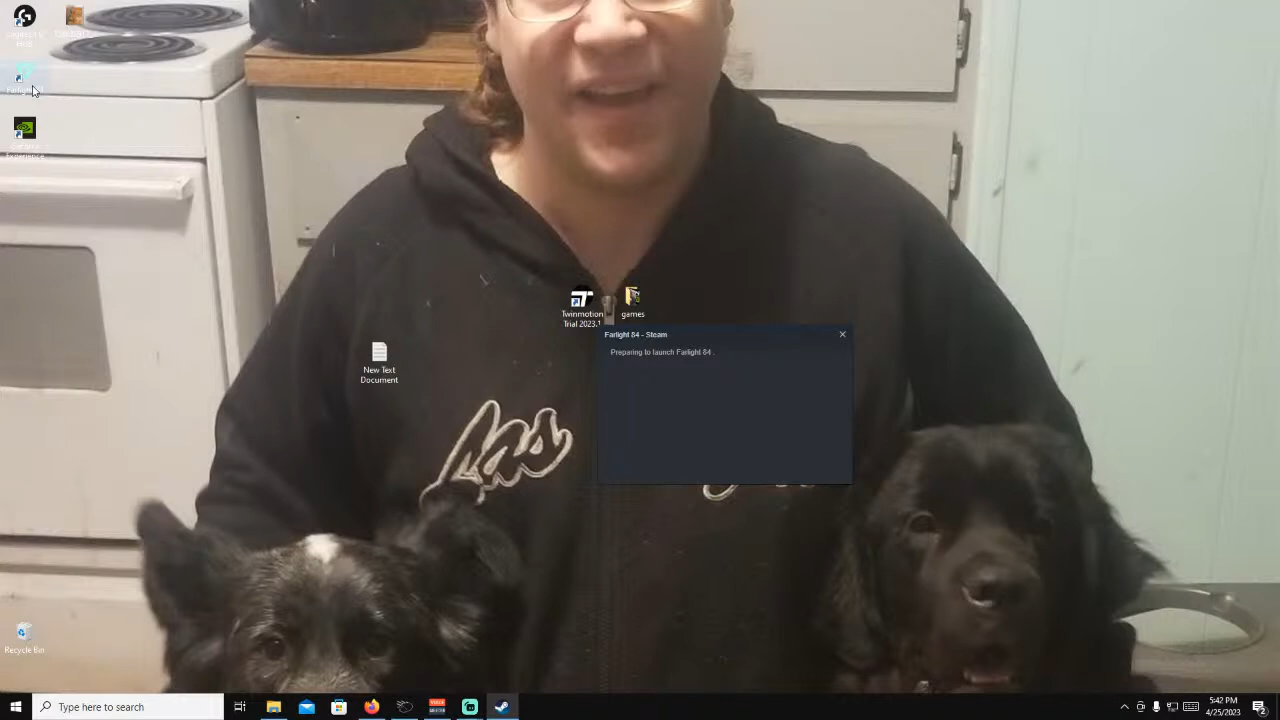 Twinmotion
Trial 2023.1
games
Farlight 84 - Steam
Preparing to launch Farlight 84 .
New Text
Document
Recycle Bin
Type here to search
5:42 PM
4/25/2023
2